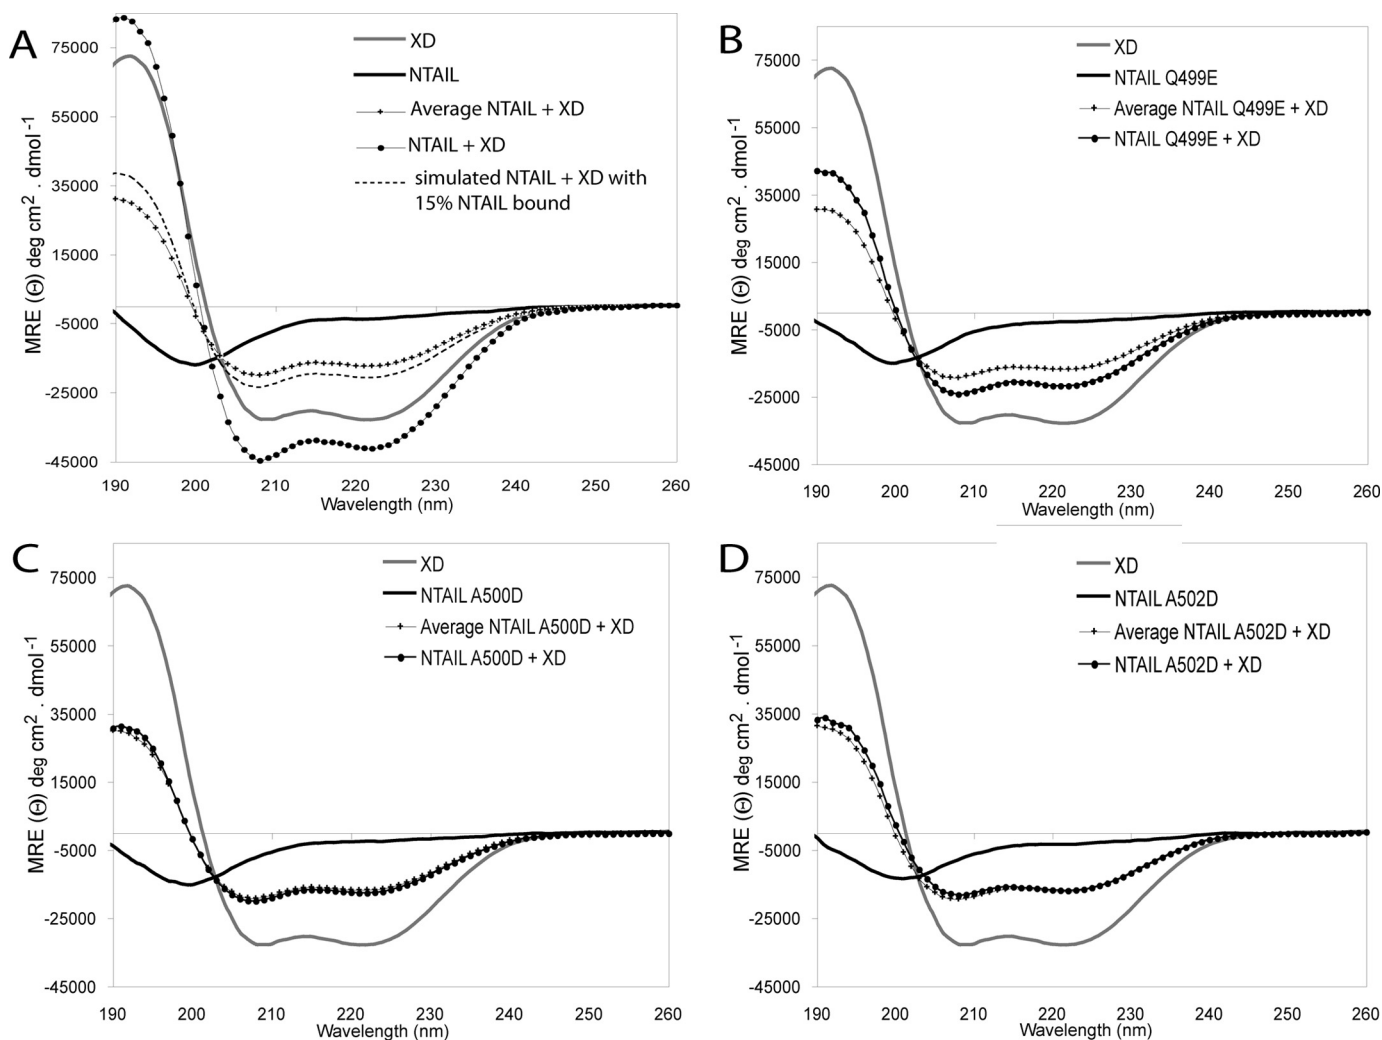 A
75000
55000
35000
15000
-5000
-25000
-45000
MRE (Θ) deg cm² . dmol⁻¹
XD
NTAIL
Average NTAIL + XD
NTAIL + XD
simulated NTAIL + XD with
15% NTAIL bound
190 200 210 220 230 240 250 260
Wavelength (nm)
B
75000
55000
35000
15000
-5000
-25000
-45000
MRE (Θ) deg cm² . dmol⁻¹
XD
NTAIL Q499E
Average NTAIL Q499E + XD
NTAIL Q499E + XD
190 200 210 220 230 240 250 260
Wavelength (nm)
C
75000
55000
35000
15000
-5000
-25000
-45000
MRE (Θ) deg cm² . dmol⁻¹
XD
NTAIL A500D
Average NTAIL A500D + XD
NTAIL A500D + XD
190 200 210 220 230 240 250 260
Wavelength (nm)
D
75000
55000
35000
15000
-5000
-25000
-45000
MRE (Θ) deg cm² . dmol⁻¹
XD
NTAIL A502D
Average NTAIL A502D + XD
NTAIL A502D + XD
190 200 210 220 230 240 250 260
Wavelength (nm)